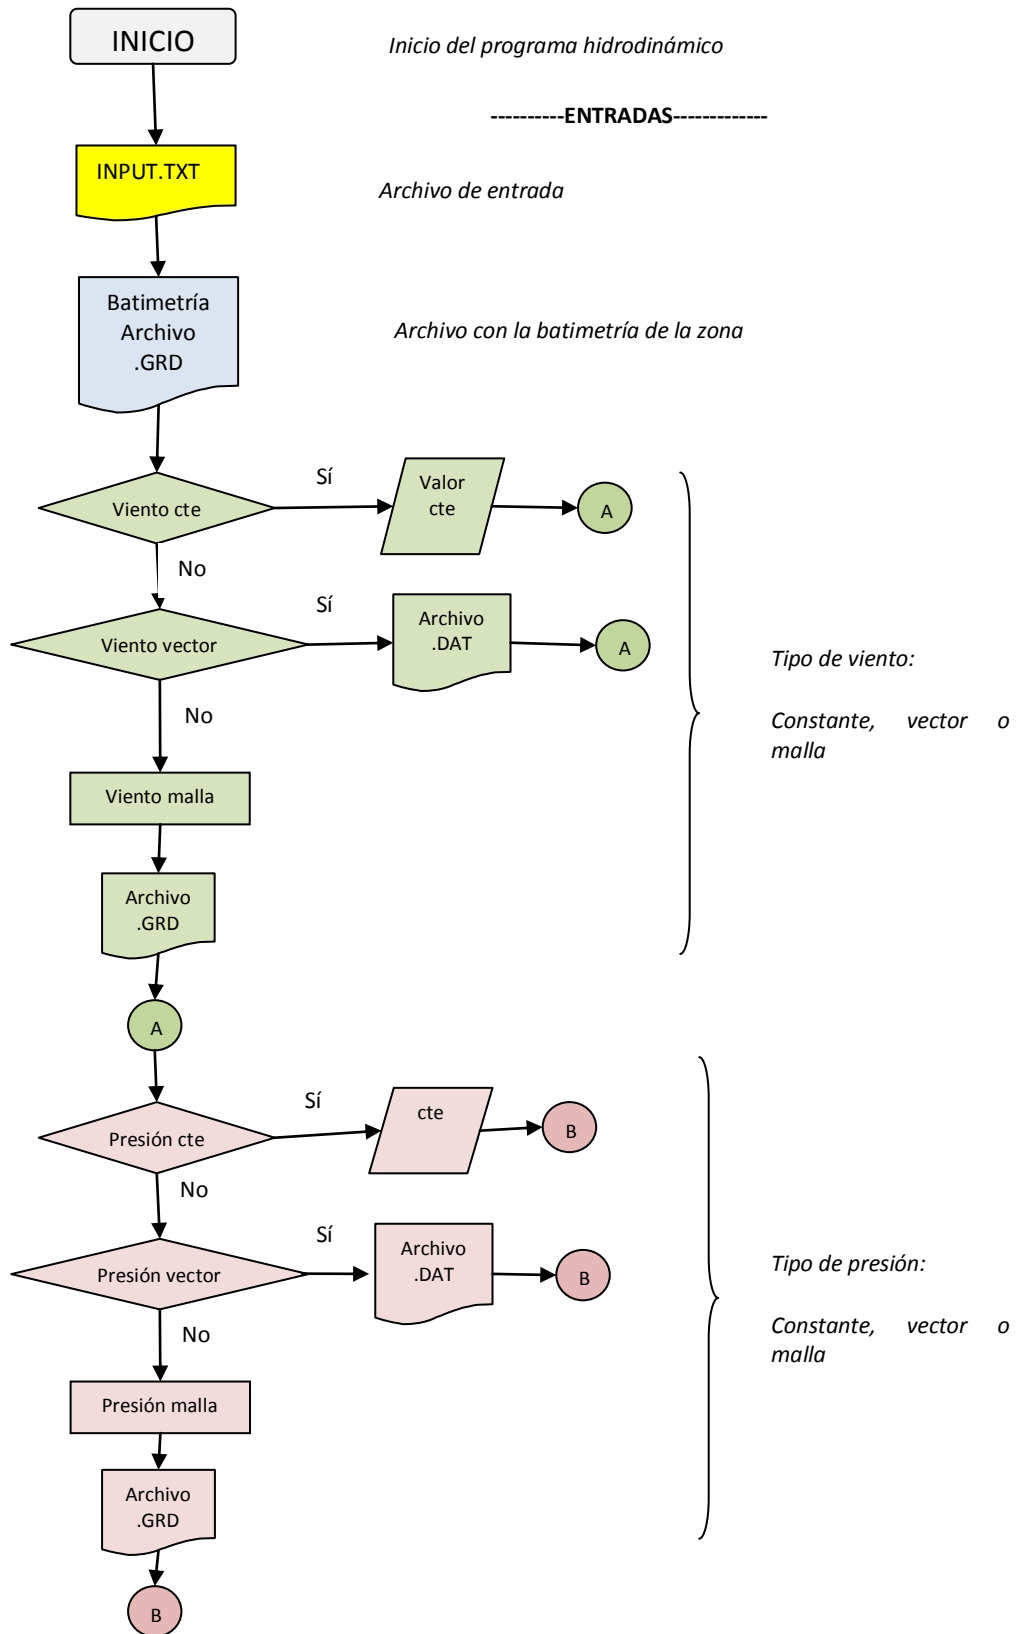 INICIO
Inicio del programa hidrodinámico
----------ENTRADAS-------------
INPUT.TXT
Archivo de entrada
Batimetría
Archivo
.GRD
Archivo con la batimetría de la zona
Viento cte
Sí
Valor
cte
A
No
Viento vector
Sí
Archivo
.DAT
A
No
Viento malla
Archivo
.GRD
A
Tipo de viento:
Constante, vector o
malla
Presión cte
Sí
cte
B
No
Presión vector
Sí
Archivo
.DAT
B
No
Presión malla
Archivo
.GRD
B
Tipo de presión:
Constante, vector o
malla